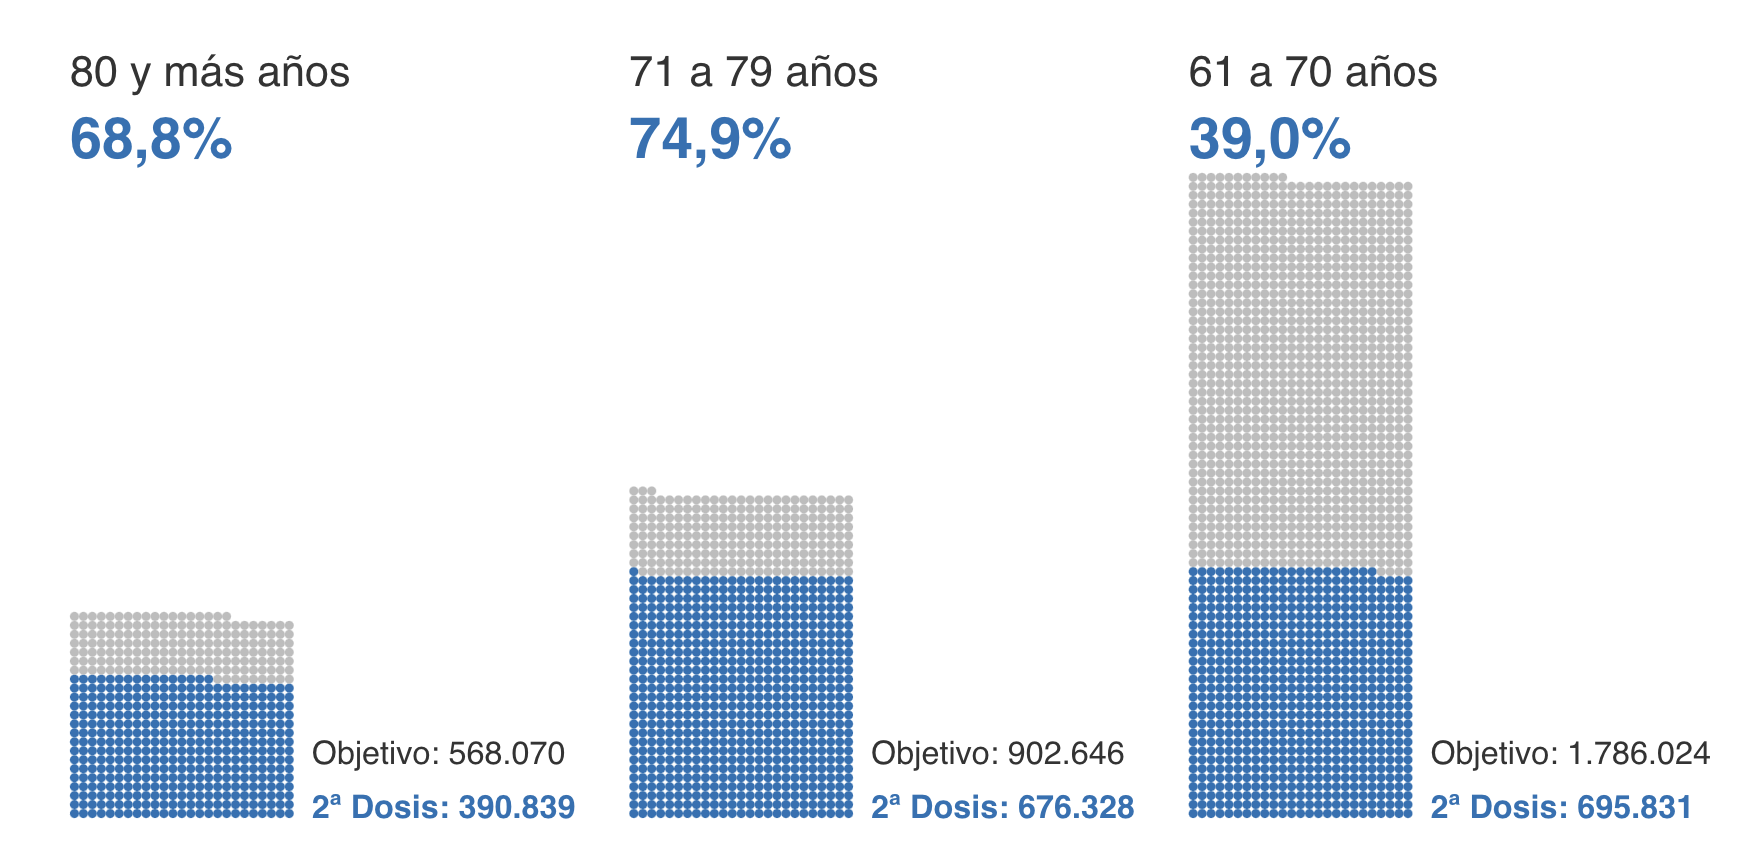 80 y más años
68,8%
Objetivo: 568.070
2ª Dosis: 390.839
71 a 79 años
74,9%
Objetivo: 902.646
2ª Dosis: 676.328
61 a 70 años
39,0%
Objetivo: 1.786.024
2ª Dosis: 695.831